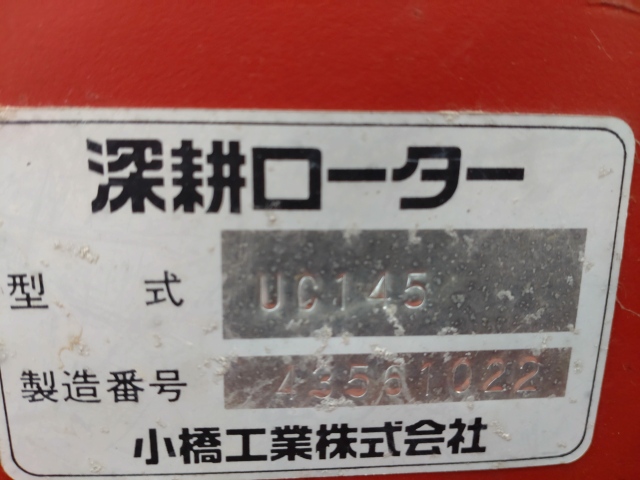 深耕ローター
型式 UC145
製造番号 43561022
小橋工業株式会社